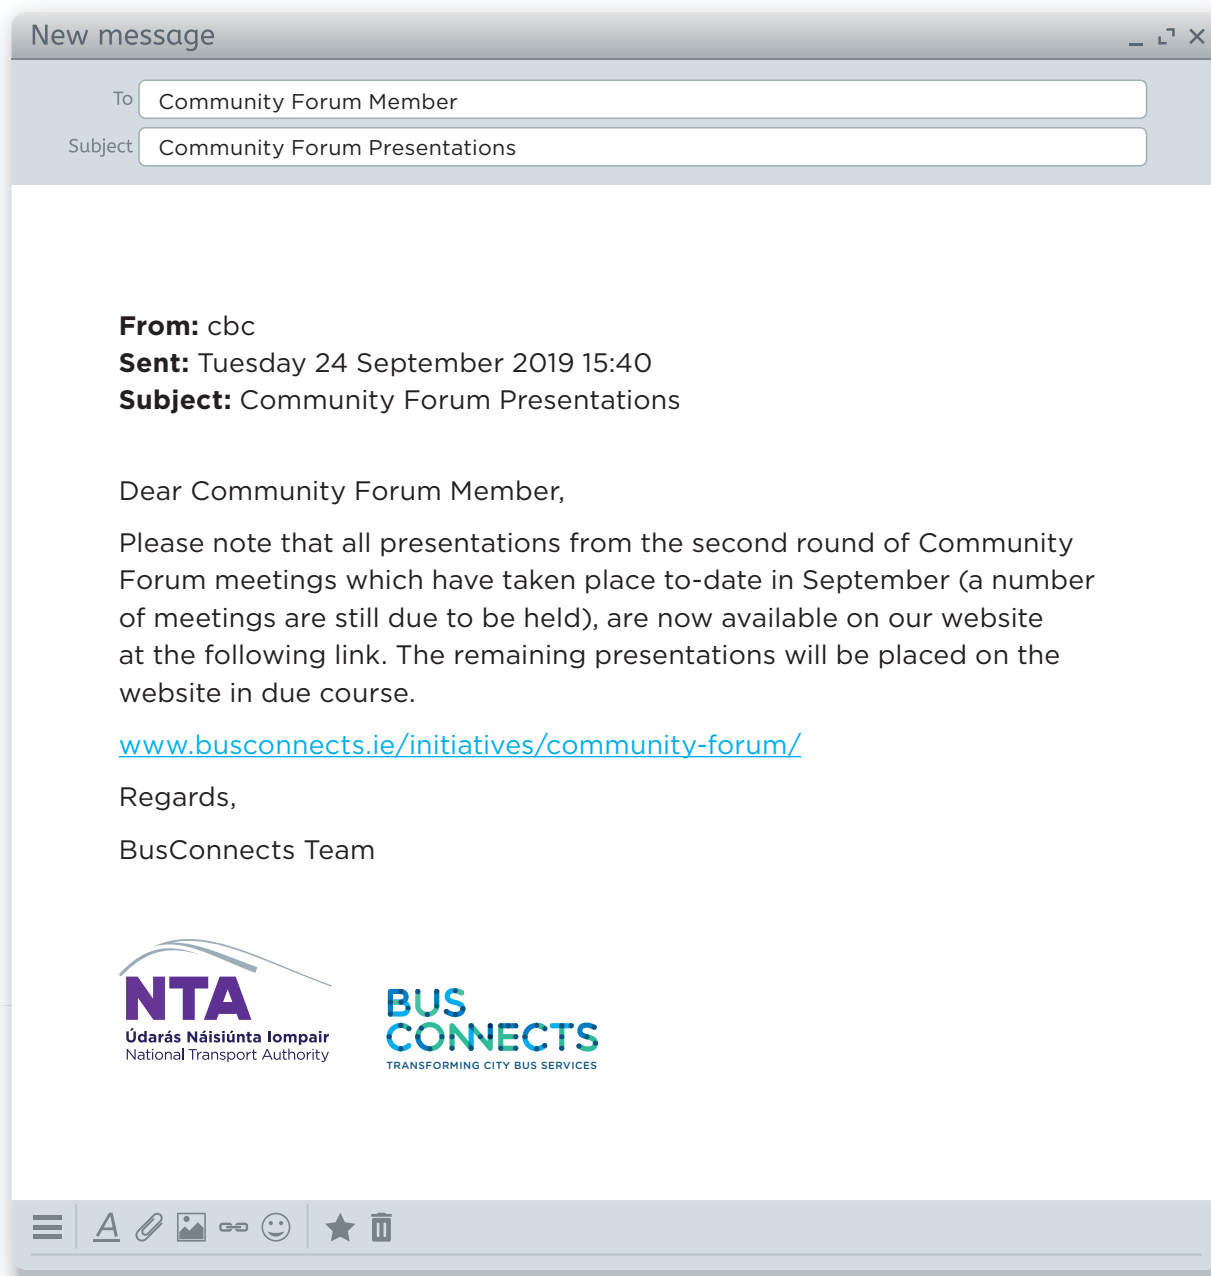 New message
To
Community Forum Member
Subject
Community Forum Presentations
From: cbc
Sent: Tuesday 24 September 2019 15:40
Subject: Community Forum Presentations
Dear Community Forum Member,
Please note that all presentations from the second round of Community
Forum meetings which have taken place to-date in September (a number
of meetings are still due to be held), are now available on our website
at the following link. The remaining presentations will be placed on the
website in due course.
www.busconnects.ie/initiatives/community-forum/
Regards,
BusConnects Team
NTA
Údarás Náisiúnta Iompair
National Transport Authority
BUS
CONNECTS
TRANSFORMING CITY BUS SERVICES
A